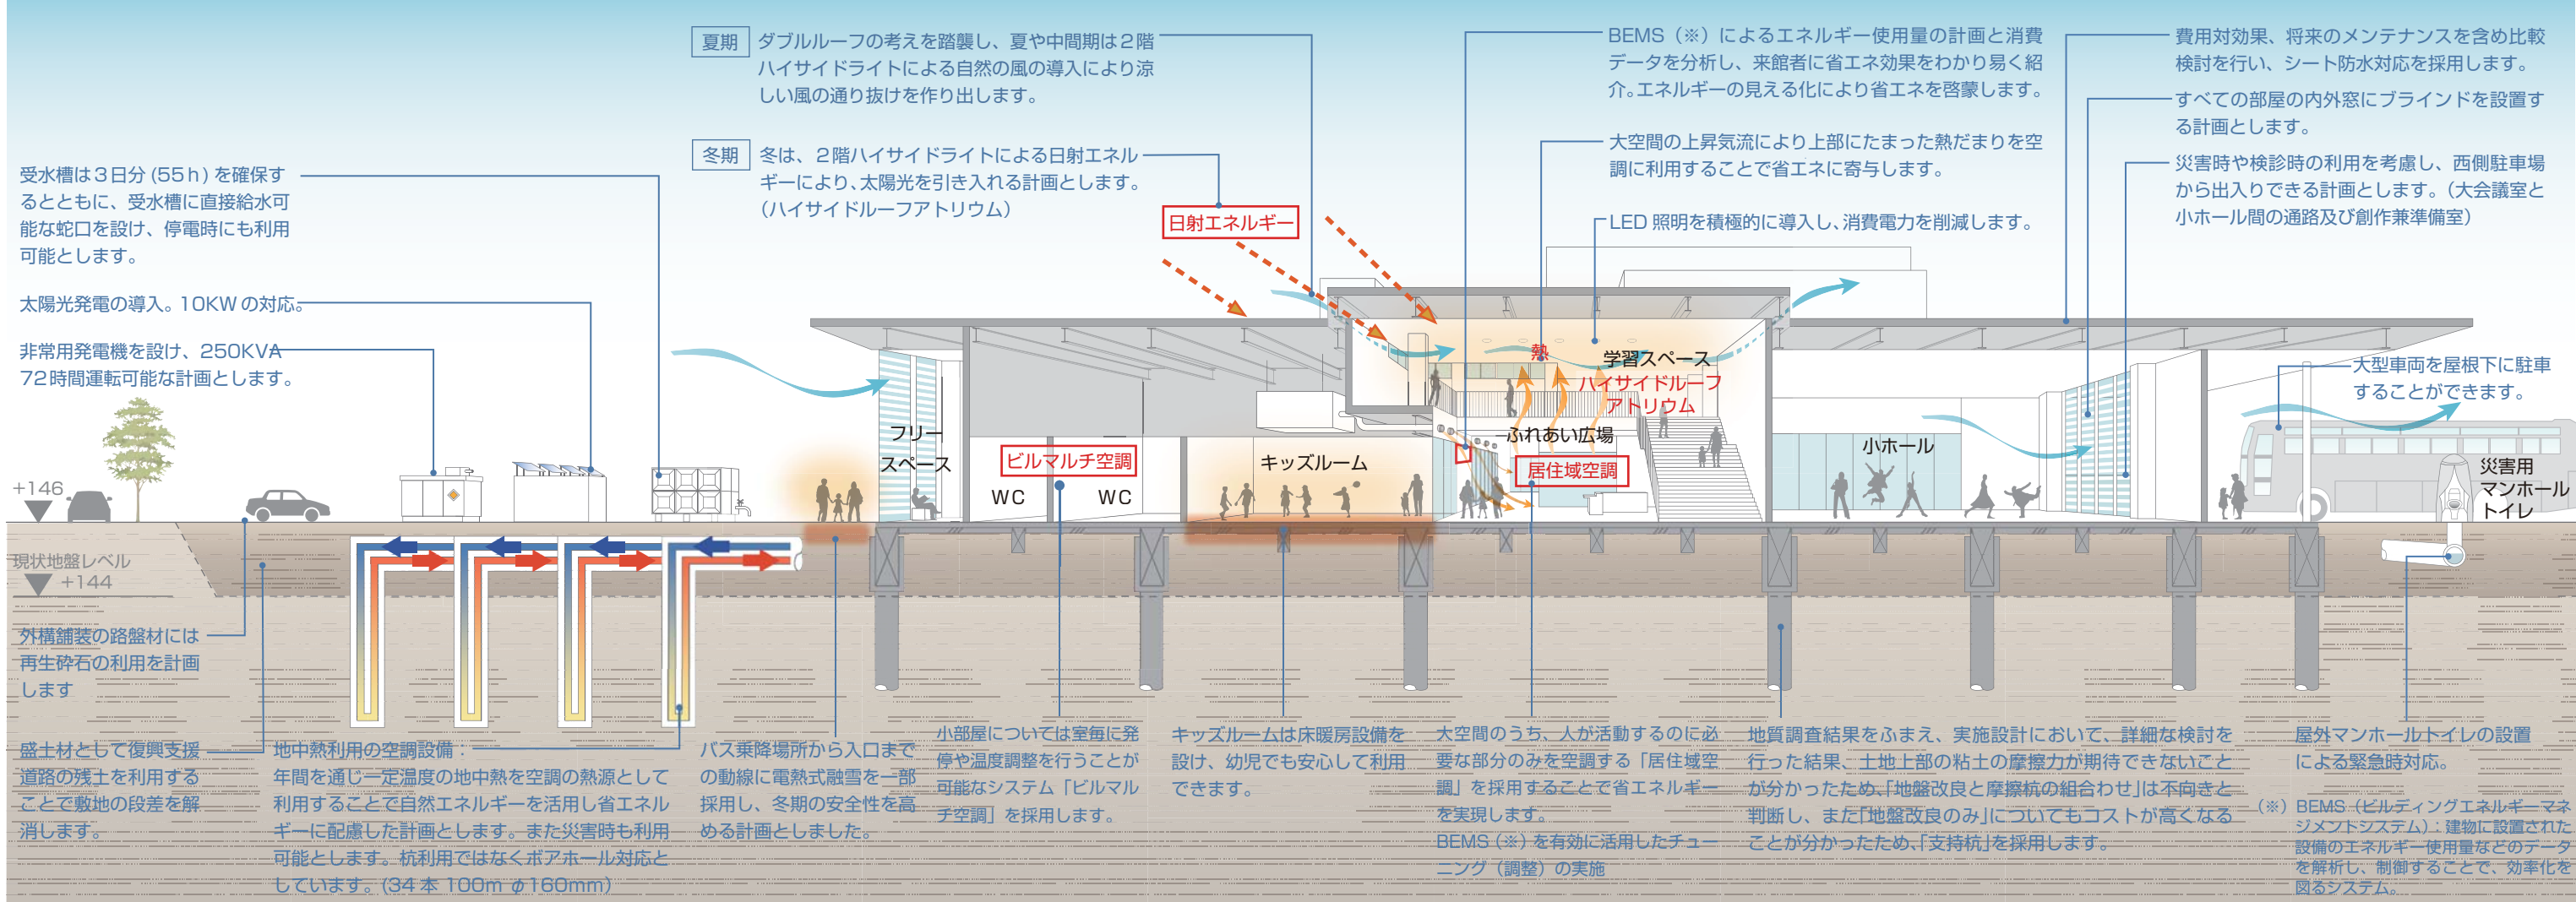 夏期
ダブルルーフの考えを踏襲し、夏や中間期は2階
ハイサイドライトによる自然の風の導入により涼
しい風の通り抜けを作り出します。
冬期
冬は、2階ハイサイドライトによる日射エネル
ギーにより、太陽光を引き入れる計画とします。
(ハイサイドルーフアトリウム)
日射エネルギー
BEMS(※)によるエネルギー使用量の計画と消費
データを分析し、来館者に省エネ効果をわかり易く紹
介。エネルギーの見える化により省エネを啓蒙します。
大空間の上昇気流により上部にたまった熱だまりを空
調に利用することで省エネに寄与します。
LED 照明を積極的に導入し、消費電力を削減します。
費用対効果、将来のメンテナンスを含め比較
検討を行い、シート防水対応を採用します。
すべての部屋の内外窓にブラインドを設置す
る計画とします。
災害時や検診時の利用を考慮し、西側駐車場
から出入りできる計画とします。(大会議室と
小ホール間の通路及び創作兼準備室)
受水槽は3日分 (55h) を確保す
るとともに、受水槽に直接給水可
能な蛇口を設け、停電時にも利用
可能とします。
太陽光発電の導入。10KWの対応。
非常用発電機を設け、250KVA
72時間運転可能な計画とします。
大型車両を屋根下に駐車
することができます。
熱
学習スペース
ハイサイドルーフ
アトリウム
フリー
スペース
ビルマルチ空調
WC
WC
キッズルーム
ふれあい広場
居住域空調
小ホール
災害用
マンホール
トイレ
+146
現状地盤レベル
+144
外構舗装の路盤材には
再生砕石の利用を計画
します
盛土材として復興支援
道路の残土を利用する
ことで敷地の段差を解
消します。
地中熱利用の空調設備:
年間を通じ一定温度の地中熱を空調の熱源として
利用することで自然エネルギーを活用し省エネル
ギーに配慮した計画とします。また災害時も利用
可能とします。杭利用ではなくボアホール対応と
しています。(34 本 100m φ160mm)
バス乗降場所から入口まで
の動線に電熱式融雪を一部
採用し、冬期の安全性を高
める計画としました。
小部屋については室毎に発
停や温度調整を行うことが
可能なシステム「ビルマル
チ空調」を採用します。
キッズルームは床暖房設備を
設け、幼児でも安心して利用
できます。
大空間のうち、人が活動するのに必
要な部分のみを空調する「居住域空
調」を採用することで省エネルギー
を実現します。
BEMS(※)を有効に活用したチュー
ニング(調整)の実施
地質調査結果をふまえ、実施設計において、詳細な検討を
行った結果、土地上部の粘土の摩擦力が期待できないこと
が分かったため、「地盤改良と摩擦杭の組合わせ」は不向きと
判断し、また「地盤改良のみ」についてもコストが高くなる
ことが分かったため、「支持杭」を採用します。
屋外マンホールトイレの設置
による緊急時対応。
(※)BEMS(ビルディングエネルギーマネ
ジメントシステム):建物に設置された
設備のエネルギー使用量などのデータ
を解析し、制御することで、効率化を
図るシステム。